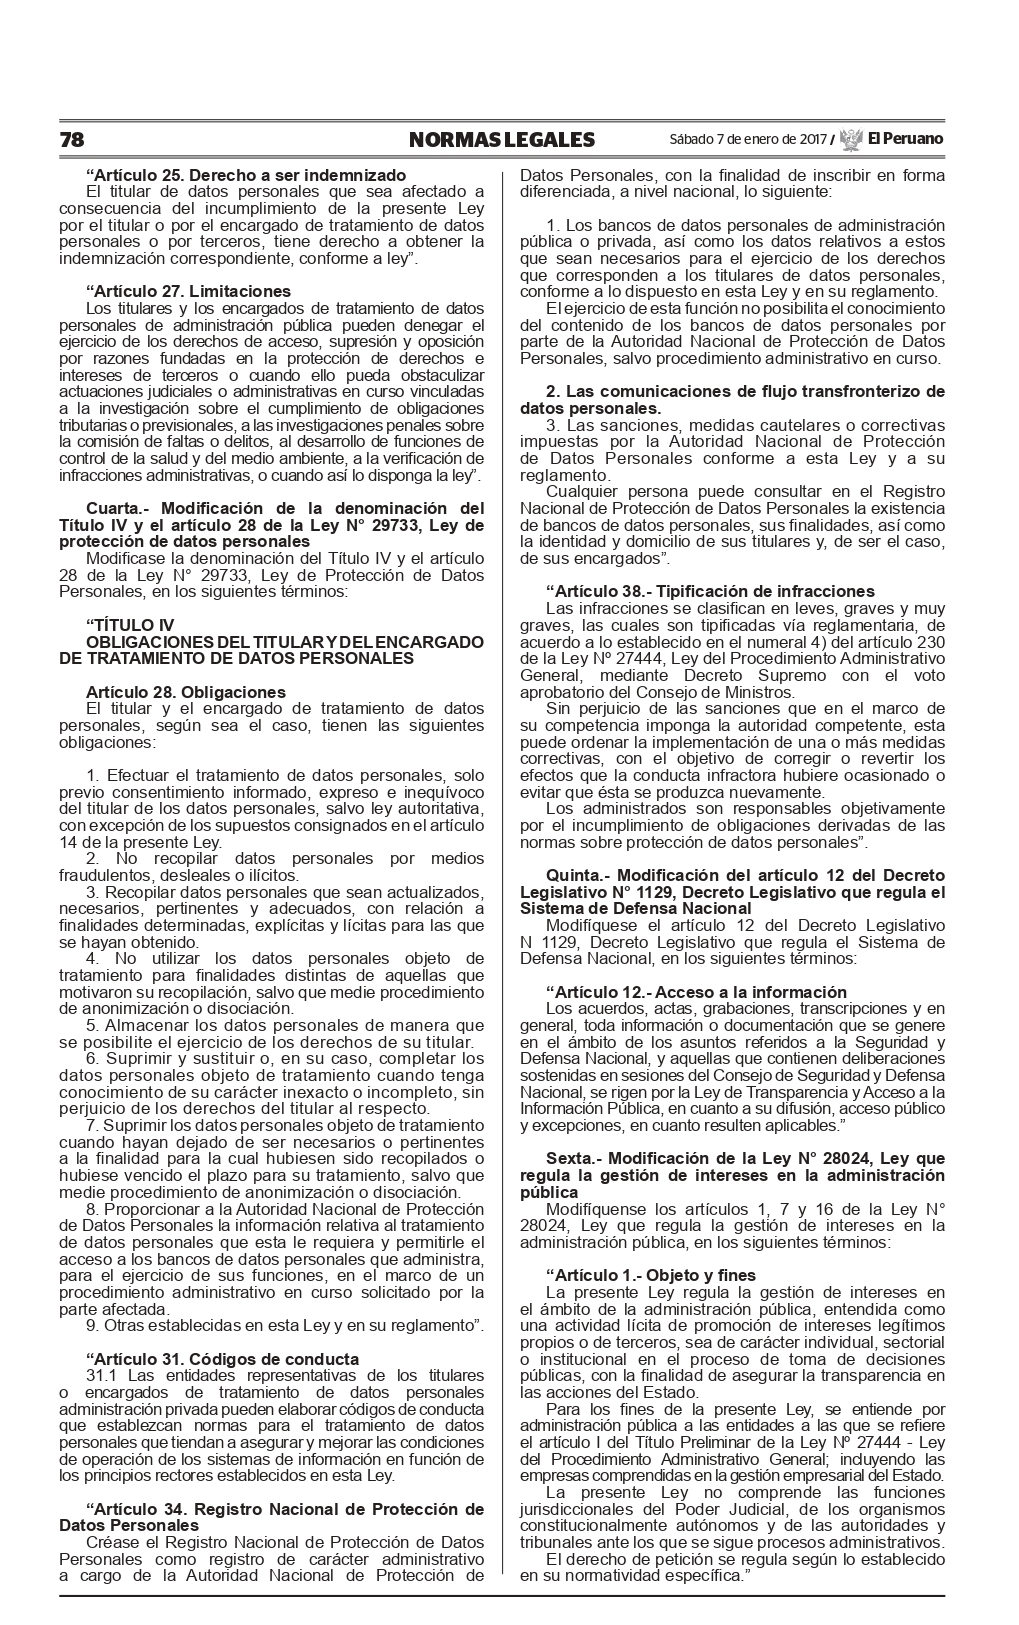 78
NORMAS LEGALES
Sábado 7 de enero de 2017 / El Peruano
“Artículo 25. Derecho a ser indemnizado
El titular de datos personales que sea afectado a
consecuencia del incumplimiento de la presente Ley
por el titular o por el encargado de tratamiento de datos
personales o por terceros, tiene derecho a obtener la
indemnización correspondiente, conforme a ley”.
“Artículo 27. Limitaciones
Los titulares y los encargados de tratamiento de datos
personales de administración pública pueden denegar el
ejercicio de los derechos de acceso, supresión y oposición
por razones fundadas en la protección de derechos e
intereses de terceros o cuando ello pueda obstaculizar
actuaciones judiciales o administrativas en curso vinculadas
a la investigación sobre el cumplimiento de obligaciones
tributarias o previsionales, a las investigaciones penales sobre
la comisión de faltas o delitos, al desarrollo de funciones de
control de la salud y del medio ambiente, a la verificación de
infracciones administrativas, o cuando así lo disponga la ley”.
Cuarta.- Modificación de la denominación del
Título IV y el artículo 28 de la Ley N° 29733, Ley de
protección de datos personales
Modificase la denominación del Título IV y el artículo
28 de la Ley N° 29733, Ley de Protección de Datos
Personales, en los siguientes términos:
“TÍTULO IV
OBLIGACIONES DEL TITULAR Y DEL ENCARGADO
DE TRATAMIENTO DE DATOS PERSONALES
Artículo 28. Obligaciones
El titular y el encargado de tratamiento de datos
personales, según sea el caso, tienen las siguientes
obligaciones:
1. Efectuar el tratamiento de datos personales, solo
previo consentimiento informado, expreso e inequívoco
del titular de los datos personales, salvo ley autoritativa,
con excepción de los supuestos consignados en el artículo
14 de la presente Ley.
2. No recopilar datos personales por medios
fraudulentos, desleales o ilícitos.
3. Recopilar datos personales que sean actualizados,
necesarios, pertinentes y adecuados, con relación a
finalidades determinadas, explícitas y lícitas para las que
se hayan obtenido.
4. No utilizar los datos personales objeto de
tratamiento para finalidades distintas de aquellas que
motivaron su recopilación, salvo que medie procedimiento
de anonimización o disociación.
5. Almacenar los datos personales de manera que
se posibilite el ejercicio de los derechos de su titular.
6. Suprimir y sustituir o, en su caso, completar los
datos personales objeto de tratamiento cuando tenga
conocimiento de su carácter inexacto o incompleto, sin
perjuicio de los derechos del titular al respecto.
7. Suprimir los datos personales objeto de tratamiento
cuando hayan dejado de ser necesarios o pertinentes
a la finalidad para la cual hubiesen sido recopilados o
hubiese vencido el plazo para su tratamiento, salvo que
medie procedimiento de anonimización o disociación.
8. Proporcionar a la Autoridad Nacional de Protección
de Datos Personales la información relativa al tratamiento
de datos personales que esta le requiera y permitirle el
acceso a los bancos de datos personales que administra,
para el ejercicio de sus funciones, en el marco de un
procedimiento administrativo en curso solicitado por la
parte afectada.
9. Otras establecidas en esta Ley y en su reglamento”.
“Artículo 31. Códigos de conducta
31.1 Las entidades representativas de los titulares
o encargados de tratamiento de datos personales
administración privada pueden elaborar códigos de conducta
que establezcan normas para el tratamiento de datos
personales que tiendan a asegurar y mejorar las condiciones
de operación de los sistemas de información en función de
los principios rectores establecidos en esta Ley.
“Artículo 34. Registro Nacional de Protección de
Datos Personales
Créase el Registro Nacional de Protección de Datos
Personales como registro de carácter administrativo
a cargo de la Autoridad Nacional de Protección de
Datos Personales, con la finalidad de inscribir en forma
diferenciada, a nivel nacional, lo siguiente:
1. Los bancos de datos personales de administración
pública o privada, así como los datos relativos a estos
que sean necesarios para el ejercicio de los derechos
que corresponden a los titulares de datos personales,
conforme a lo dispuesto en esta Ley y en su reglamento.
El ejercicio de esta función no posibilita el conocimiento
del contenido de los bancos de datos personales por
parte de la Autoridad Nacional de Protección de Datos
Personales, salvo procedimiento administrativo en curso.
2. Las comunicaciones de flujo transfronterizo de
datos personales.
3. Las sanciones, medidas cautelares o correctivas
impuestas por la Autoridad Nacional de Protección
de Datos Personales conforme a esta Ley y a su
reglamento.
Cualquier persona puede consultar en el Registro
Nacional de Protección de Datos Personales la existencia
de bancos de datos personales, sus finalidades, así como
la identidad y domicilio de sus titulares y, de ser el caso,
de sus encargados”.
“Artículo 38.- Tipificación de infracciones
Las infracciones se clasifican en leves, graves y muy
graves, las cuales son tipificadas vía reglamentaria, de
acuerdo a lo establecido en el numeral 4) del artículo 230
de la Ley Nº 27444, Ley del Procedimiento Administrativo
General, mediante Decreto Supremo con el voto
aprobatorio del Consejo de Ministros.
Sin perjuicio de las sanciones que en el marco de
su competencia imponga la autoridad competente, esta
puede ordenar la implementación de una o más medidas
correctivas, con el objetivo de corregir o revertir los
efectos que la conducta infractora hubiere ocasionado o
evitar que ésta se produzca nuevamente.
Los administrados son responsables objetivamente
por el incumplimiento de obligaciones derivadas de las
normas sobre protección de datos personales”.
Quinta.- Modificación del artículo 12 del Decreto
Legislativo N° 1129, Decreto Legislativo que regula el
Sistema de Defensa Nacional
Modifíquese el artículo 12 del Decreto Legislativo
N 1129, Decreto Legislativo que regula el Sistema de
Defensa Nacional, en los siguientes términos:
“Artículo 12.- Acceso a la información
Los acuerdos, actas, grabaciones, transcripciones y en
general, toda información o documentación que se genere
en el ámbito de los asuntos referidos a la Seguridad y
Defensa Nacional, y aquellas que contienen deliberaciones
sostenidas en sesiones del Consejo de Seguridad y Defensa
Nacional, se rigen por la Ley de Transparencia y Acceso a la
Información Pública, en cuanto a su difusión, acceso público
y excepciones, en cuanto resulten aplicables.”
Sexta.- Modificación de la Ley N° 28024, Ley que
regula la gestión de intereses en la administración
pública
Modifíquense los artículos 1, 7 y 16 de la Ley N°
28024, Ley que regula la gestión de intereses en la
administración pública, en los siguientes términos:
“Artículo 1.- Objeto y fines
La presente Ley regula la gestión de intereses en
el ámbito de la administración pública, entendida como
una actividad lícita de promoción de intereses legítimos
propios o de terceros, sea de carácter individual, sectorial
o institucional en el proceso de toma de decisiones
públicas, con la finalidad de asegurar la transparencia en
las acciones del Estado.
Para los fines de la presente Ley, se entiende por
administración pública a las entidades a las que se refiere
el artículo I del Título Preliminar de la Ley Nº 27444 - Ley
del Procedimiento Administrativo General; incluyendo las
empresas comprendidas en la gestión empresarial del Estado.
La presente Ley no comprende las funciones
jurisdiccionales del Poder Judicial, de los organismos
constitucionalmente autónomos y de las autoridades y
tribunales ante los que se sigue procesos administrativos.
El derecho de petición se regula según lo establecido
en su normatividad específica.”